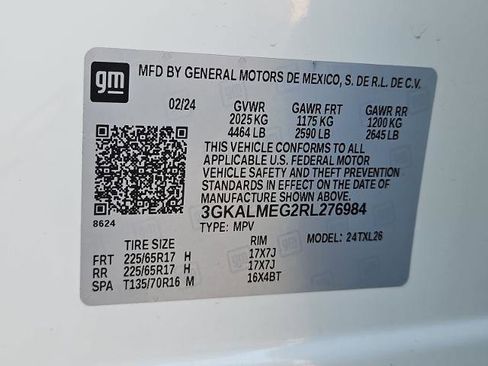 gm
MFD BY GENERAL MOTORS DE MEXICO, S. DE R.L. DE C.V.
02/24 GVWR GAWR FRT GAWR RR
2025 KG 1175 KG 1200 KG
4464 LB 2590 LB 2645 LB
THIS VEHICLE CONFORMS TO ALL
APPLICABLE U.S. FEDERAL MOTOR
VEHICLE SAFETY AND THEFT PREVENTION
STANDARDS IN EFFECT ON THE DATE
OF MANUFACTURE SHOWN ABOVE.
3GKALMEG2RL276984
8624
TYPE: MPV MODEL: 24TXL26
TIRE SIZE RIM
FRT 225/65R17 H 17X7J
RR 225/65R17 H 17X7J
SPA T135/70R16 M 16X4BT